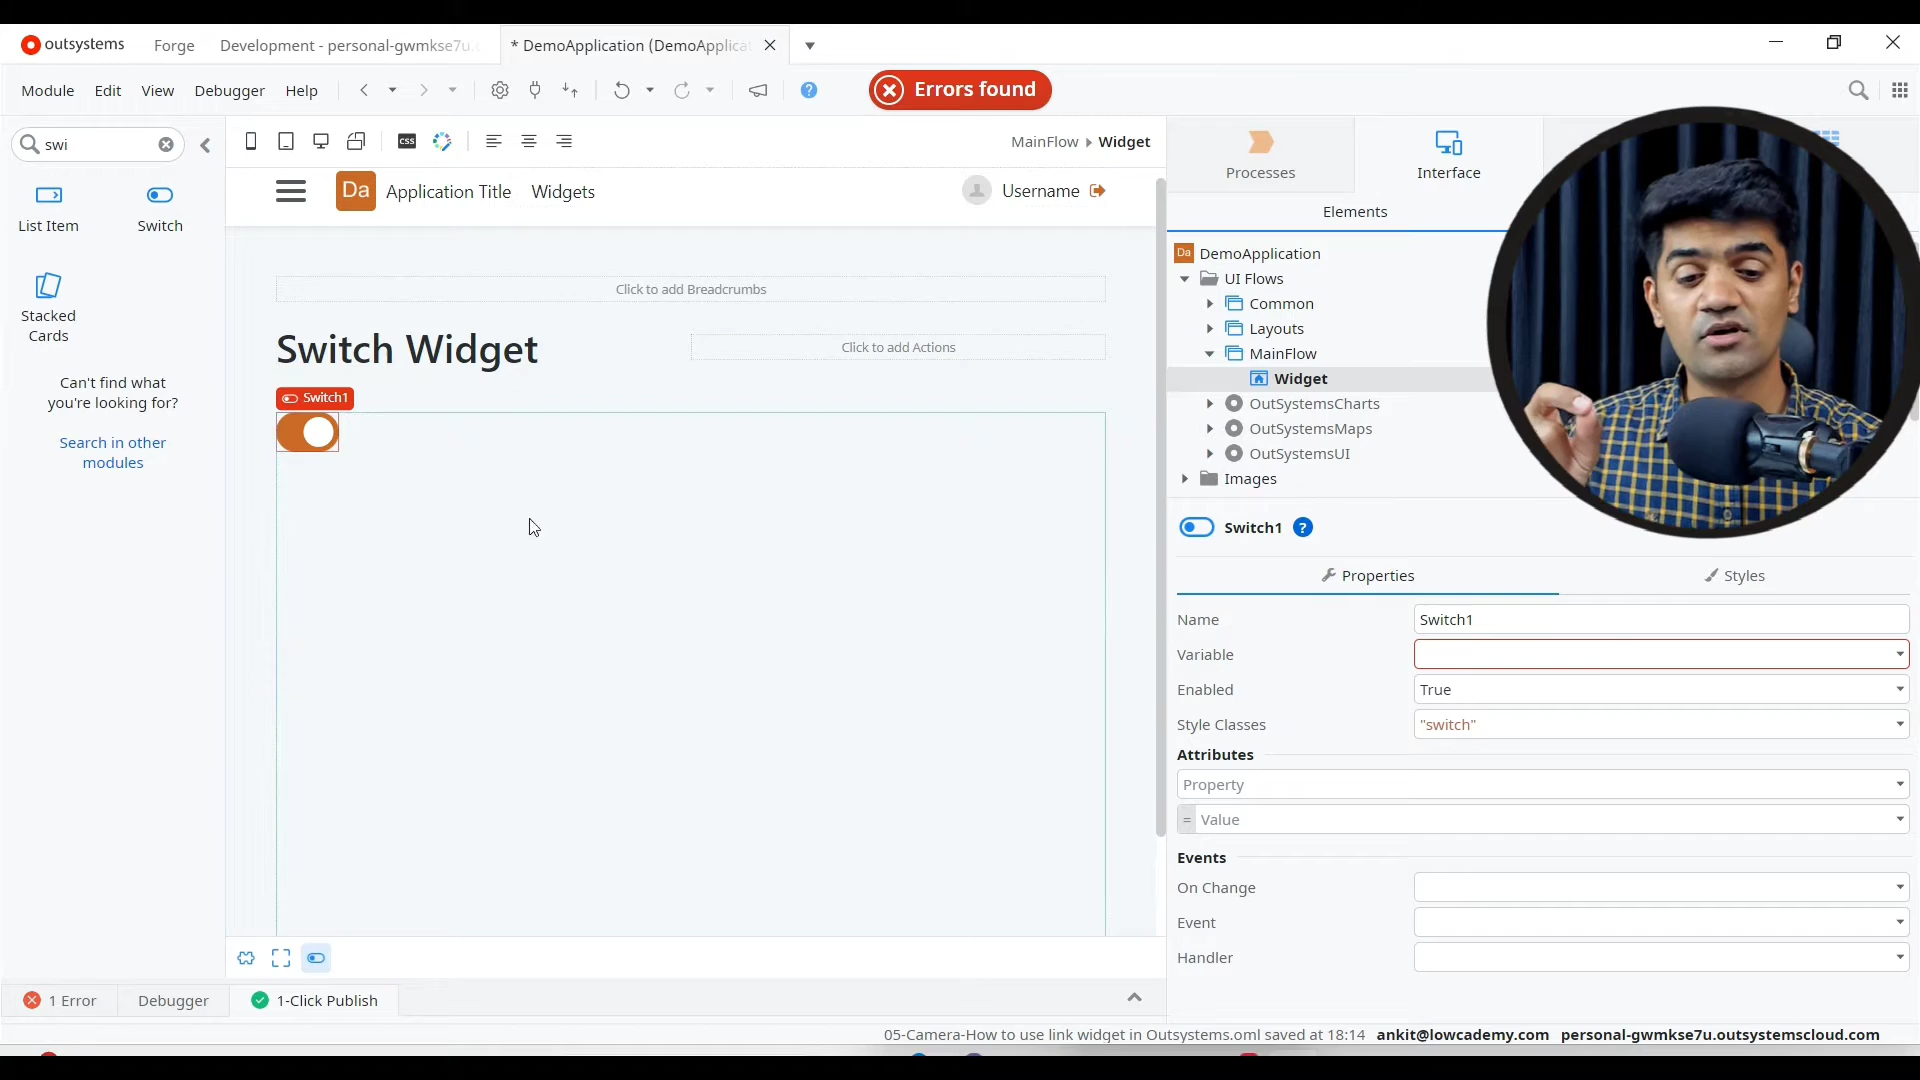 outsystems
Forge
Development - personal-gwmkse7u.
* DemoApplication (DemoApplicat
Module Edit View Debugger Help
Errors found
swi
List Item
Switch
Stacked
Cards
Can't find what
you're looking for?
Search in other
modules
css
MainFlow
Widget
Da
Application Title
Widgets
Username
Click to add Breadcrumbs
Switch Widget
Click to add Actions
Switch1
Processes
Interface
Elements
Da DemoApplication
UI Flows
Common
Layouts
MainFlow
Widget
OutSystemsCharts
OutSystemsMaps
OutSystemsUI
Images
Switch1 ?
Properties
Styles
Name
Switch1
Variable
Enabled
True
Style Classes
"switch"
Attributes
Property
= Value
Events
On Change
Event
Handler
1 Error
Debugger
1-Click Publish
05-Camera-How to use link widget in Outsystems.oml saved at 18:14 ankit@lowcademy.com personal-gwmkse7u.outsystemscloud.com